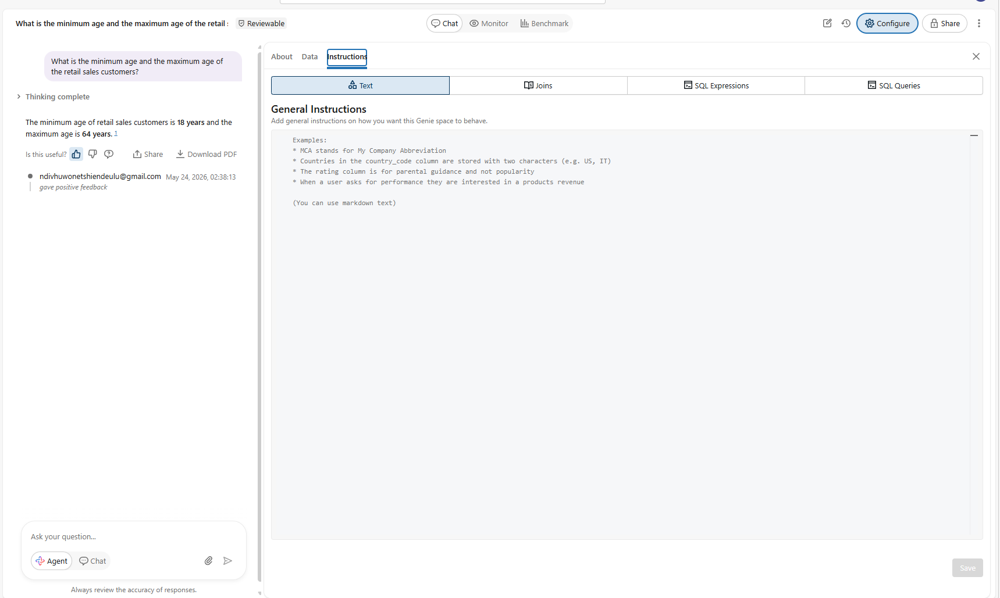 What is the minimum age and the maximum age of the retail
Reviewable
Chat
Monitor
Benchmark
Configure
Share
What is the minimum age and the maximum age of
the retail sales customers?
Thinking complete
The minimum age of retail sales customers is 18 years and the
maximum age is 64 years. 1
Is this useful?
Share
Download PDF
ndivhuwonetshiendeulu@gmail.com May 24, 2026, 02:38:13
gave positive feedback
Ask your question...
Agent
Chat
Always review the accuracy of responses.
About
Data
Instructions
Text
Joins
SQL Expressions
SQL Queries
General Instructions
Add general instructions on how you want this Genie space to behave.
Examples:
* MCA stands for My Company Abbreviation
* Countries in the country_code column are stored with two characters (e.g. US, IT)
* The rating column is for parental guidance and not popularity
* When a user asks for performance they are interested in a products revenue
(You can use markdown text)
Save